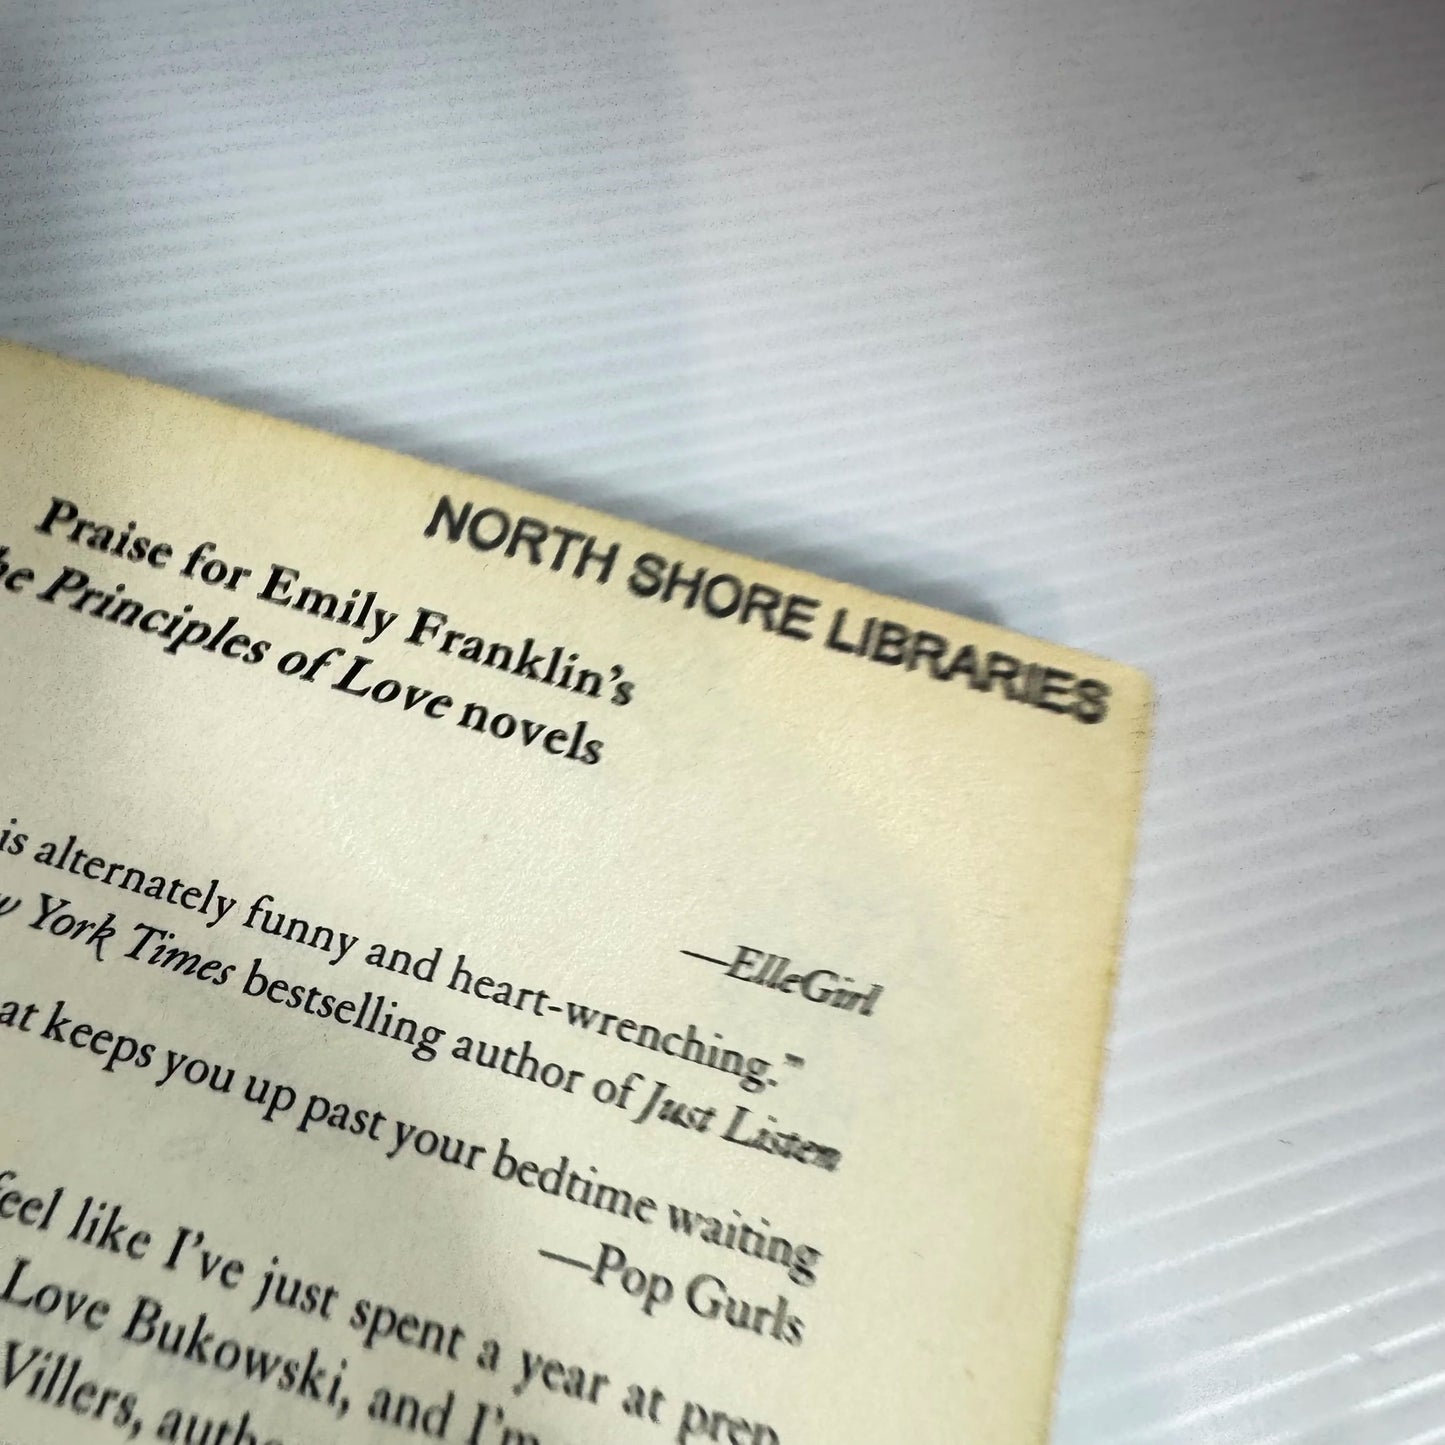 NORTH SHORE LIBRARIES
Praise for Emily Franklin's
he Principles of Love novels
—ElleGirl
is alternately funny and heart-wrenching."
w York Times bestselling author of Just Listen
at keeps you up past your bedtime waiting
—Pop Gurls
feel like I've just spent a year at prep
Love Bukowski, and I'm
Villers, autho